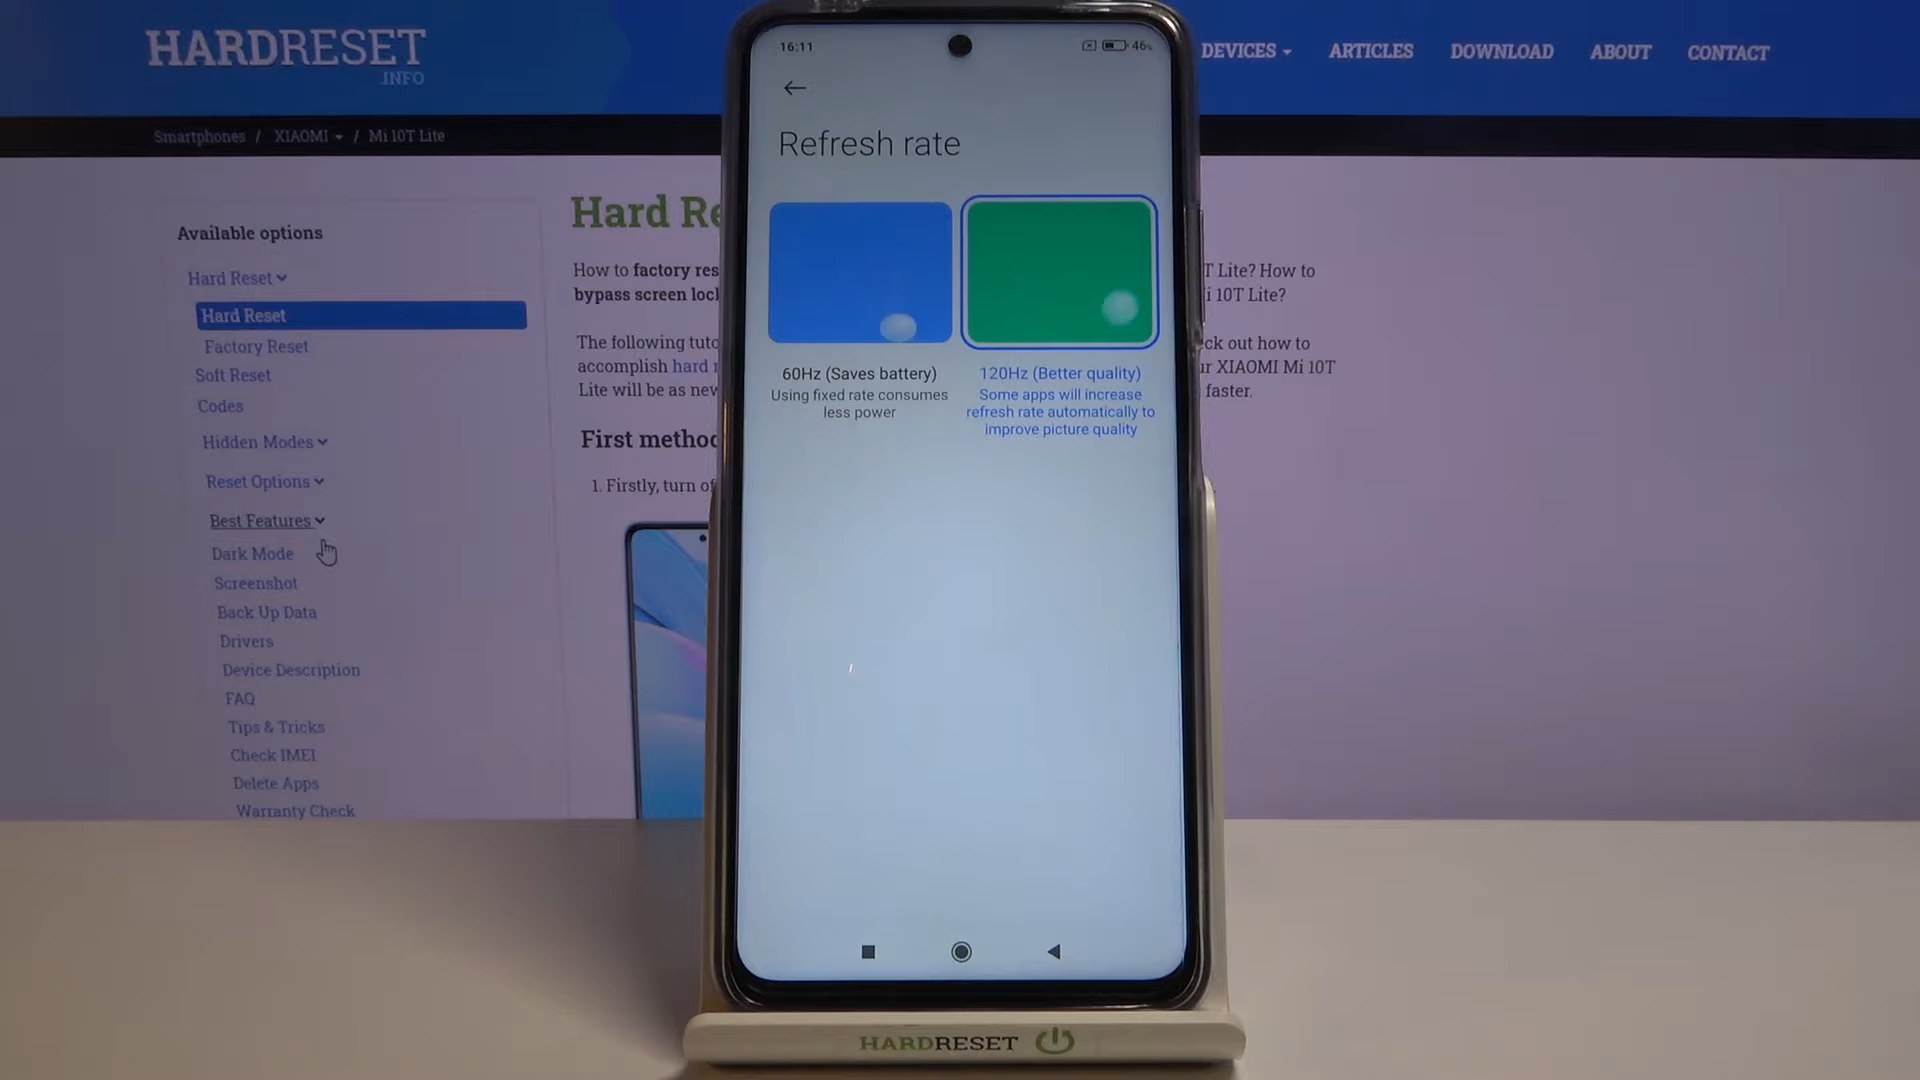 HARDRESET
.INFO
DEVICES
ARTICLES
DOWNLOAD
ABOUT
CONTACT
Smartphones / XIAOMI / Mi 10T Lite
Available options
Hard Reset
Hard Reset
Factory Reset
Soft Reset
Codes
Hidden Modes
Reset Options
Best Features
Dark Mode
Screenshot
Back Up Data
Drivers
Device Description
FAQ
Tips & Tricks
Check IMEI
Delete Apps
Warranty Check
Hard Re
How to factory res
T Lite? How to
bypass screen loc
i 10T Lite?
The following tuto
ck out how to
accomplish hard r
ur XIAOMI Mi 10T
Lite will be as new
faster.
First method
1. Firstly, turn of
16:11
46%
Refresh rate
60Hz (Saves battery)
Using fixed rate consumes
less power
120Hz (Better quality)
Some apps will increase
refresh rate automatically to
improve picture quality
HARDRESET